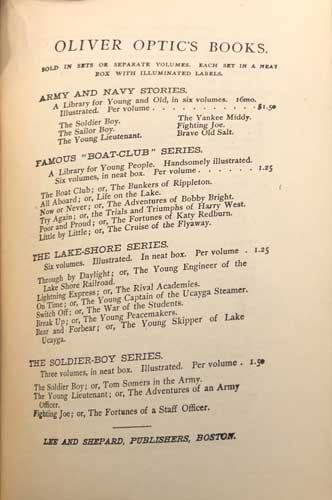 OLIVER OPTIC'S BOOKS.
SOLD IN SETS OR SEPARATE VOLUMES. EACH SET IN A NEAT
BOX WITH ILLUMINATED LABELS.
ARMY AND NAVY STORIES.
A Library for Young and Old, in six volumes. 16mo.
Illustrated. Per volume . . . . . . . . . . . $1.50
The Soldier Boy. The Yankee Middy.
The Sailor Boy. Fighting Joe.
The Young Lieutenant. Brave Old Salt.
FAMOUS "BOAT-CLUB" SERIES.
A Library for Young People. Handsomely illustrated.
Six volumes, in neat box. Per volume . . . . . . 1.25
The Boat Club; or, The Bunkers of Rippleton.
All Aboard; or, Life on the Lake.
Now or Never; or, The Adventures of Bobby Bright.
Try Again; or, the Trials and Triumphs of Harry West.
Poor and Proud; or, The Fortunes of Katy Redburn.
Little by Little; or, The Cruise of the Flyaway.
THE LAKE-SHORE SERIES.
Six volumes. Illustrated. In neat box. Per volume . 1.25
Through by Daylight; or, The Young Engineer of the
Lake Shore Railroad.
Lightning Express; or, The Rival Academies.
On Time; or, The Young Captain of the Ucayga Steamer.
Switch Off; or, The War of the Students.
Break Up; or, The Young Peacemakers.
Bear and Forbear; or, The Young Skipper of Lake
Ucayga.
THE SOLDIER-BOY SERIES.
Three volumes, in neat box. Illustrated. Per volume . 1.50
The Soldier Boy; or, Tom Somers in the Army.
The Young Lieutenant; or, The Adventures of an Army
Officer.
Fighting Joe; or, The Fortunes of a Staff Officer.
LEE AND SHEPARD, PUBLISHERS, BOSTON.